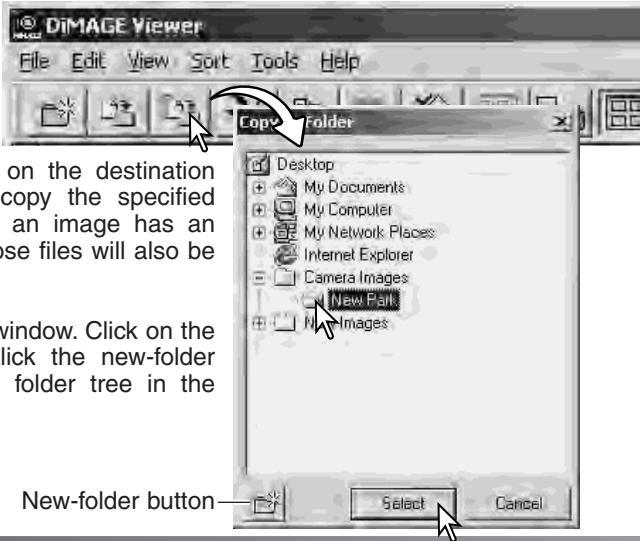 DiMAGE Viewer
File Edit View Sort Tools Help
Copy Folder
Desktop
My Documents
My Computer
My Network Places
Internet Explorer
Camera Images
New Park
Images
on the destination
copy the specified
an image has an
ose files will also be
window. Click on the
lick the new-folder
folder tree in the
New-folder button
Select Cancel